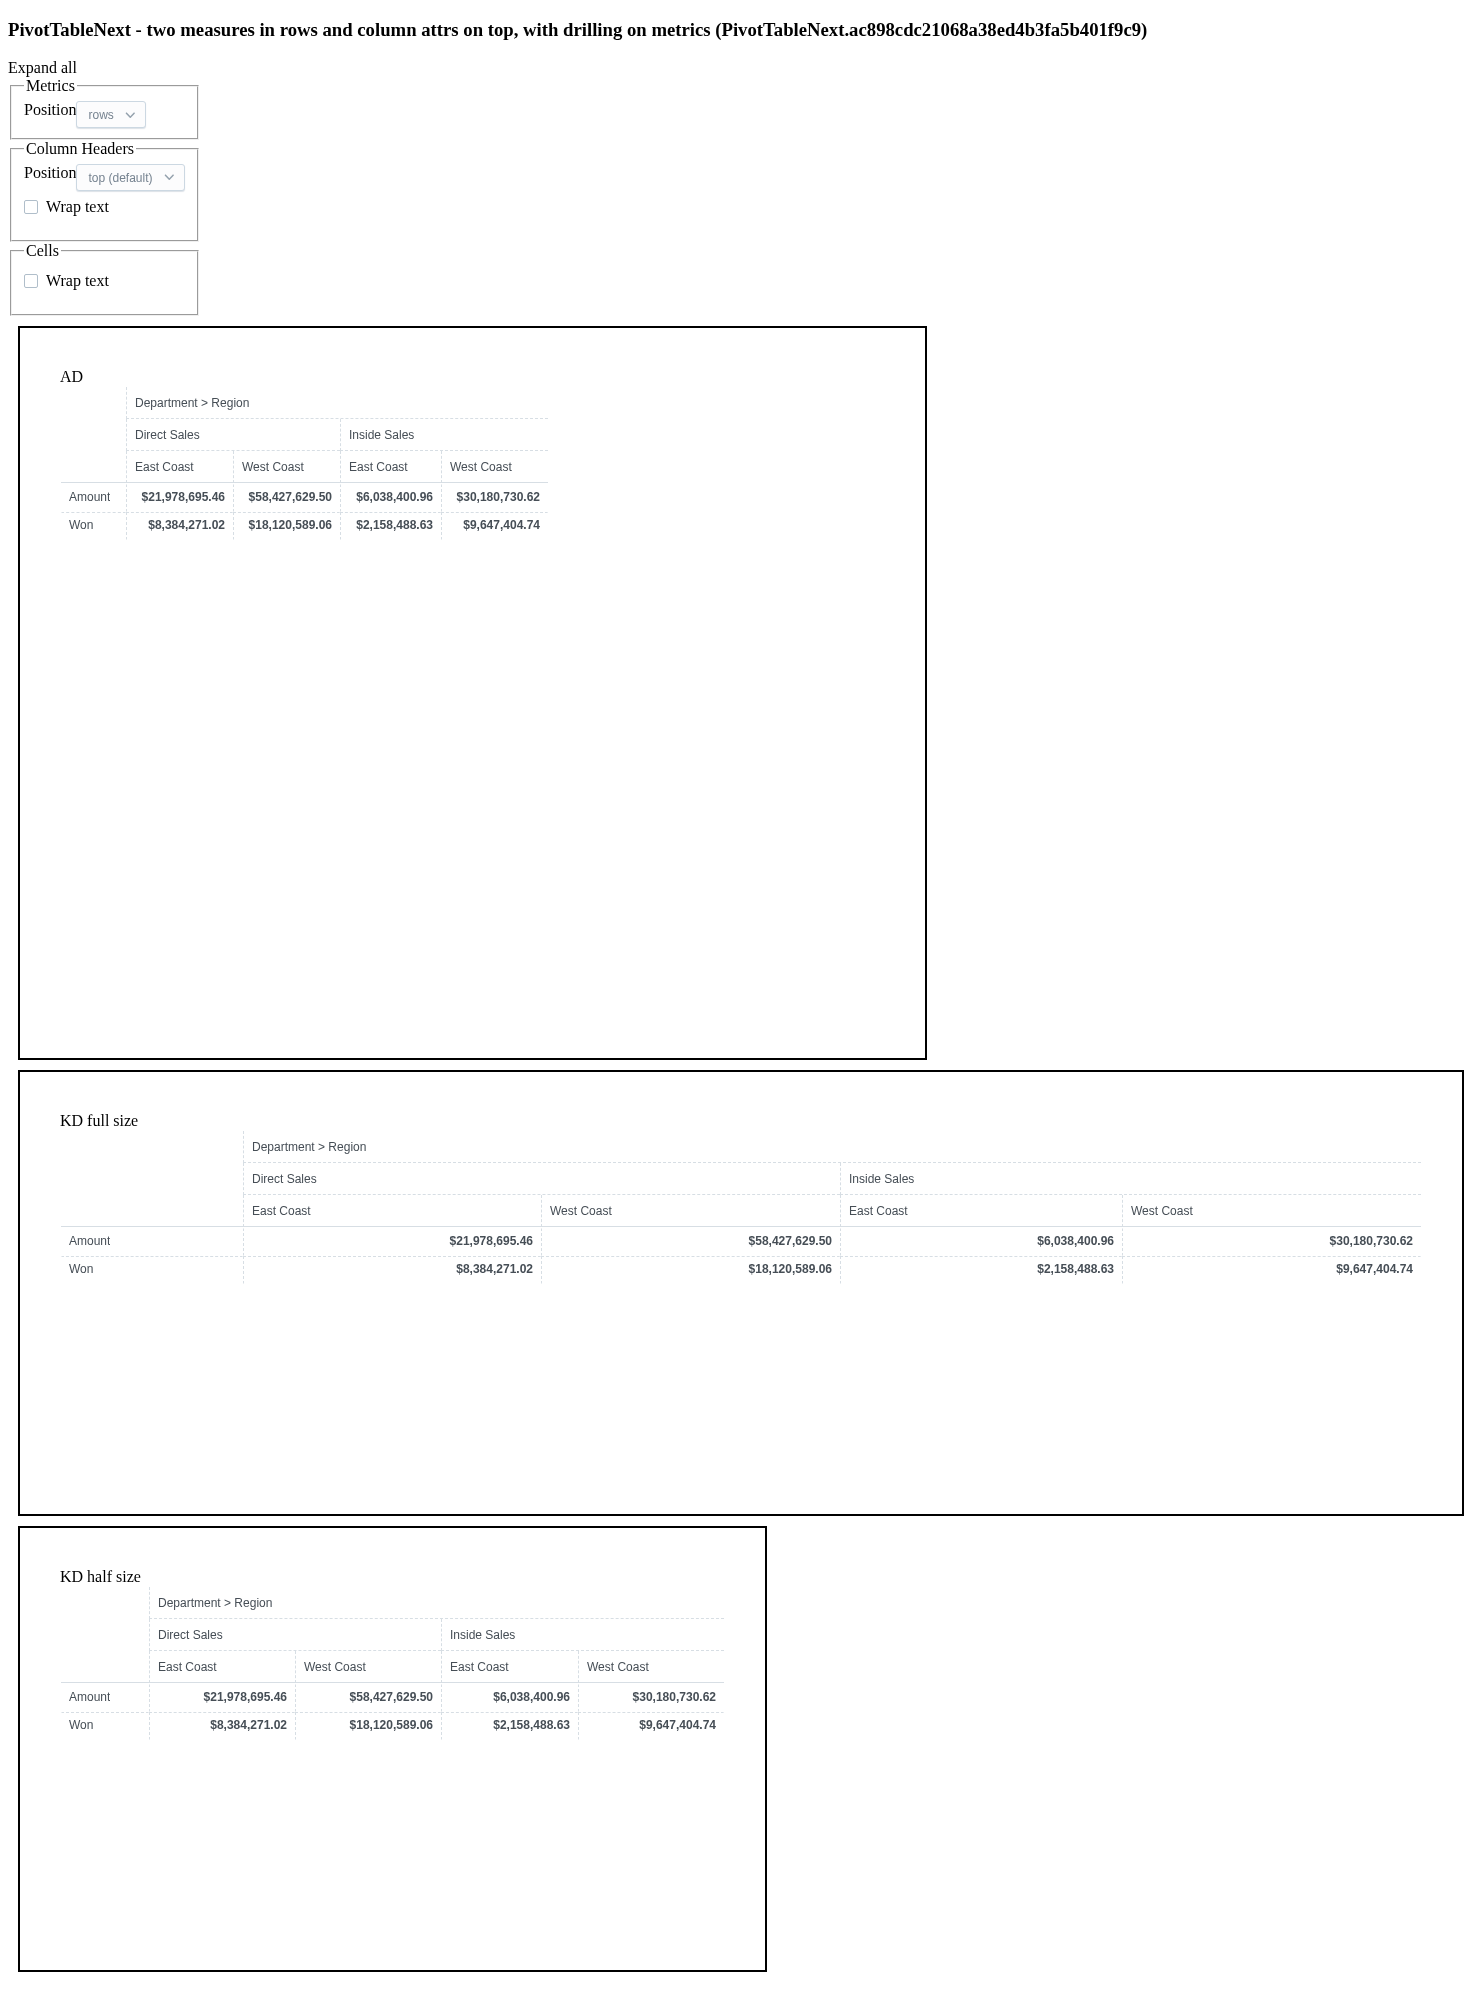 PivotTableNext - two measures in rows and column attrs on top, with drilling on metrics (PivotTableNext.ac898cdc21068a38ed4b3fa5b401f9c9)
Expand all
Metrics
Position rows
Column Headers
Position top (default)
Wrap text
Cells
Wrap text
AD
Department > Region
Direct Sales Inside Sales
East Coast West Coast East Coast West Coast
Amount $21,978,695.46 $58,427,629.50 $6,038,400.96 $30,180,730.62
Won $8,384,271.02 $18,120,589.06 $2,158,488.63 $9,647,404.74
KD full size
Department > Region
Direct Sales Inside Sales
East Coast West Coast East Coast West Coast
Amount $21,978,695.46 $58,427,629.50 $6,038,400.96 $30,180,730.62
Won $8,384,271.02 $18,120,589.06 $2,158,488.63 $9,647,404.74
KD half size
Department > Region
Direct Sales Inside Sales
East Coast West Coast East Coast West Coast
Amount $21,978,695.46 $58,427,629.50 $6,038,400.96 $30,180,730.62
Won $8,384,271.02 $18,120,589.06 $2,158,488.63 $9,647,404.74